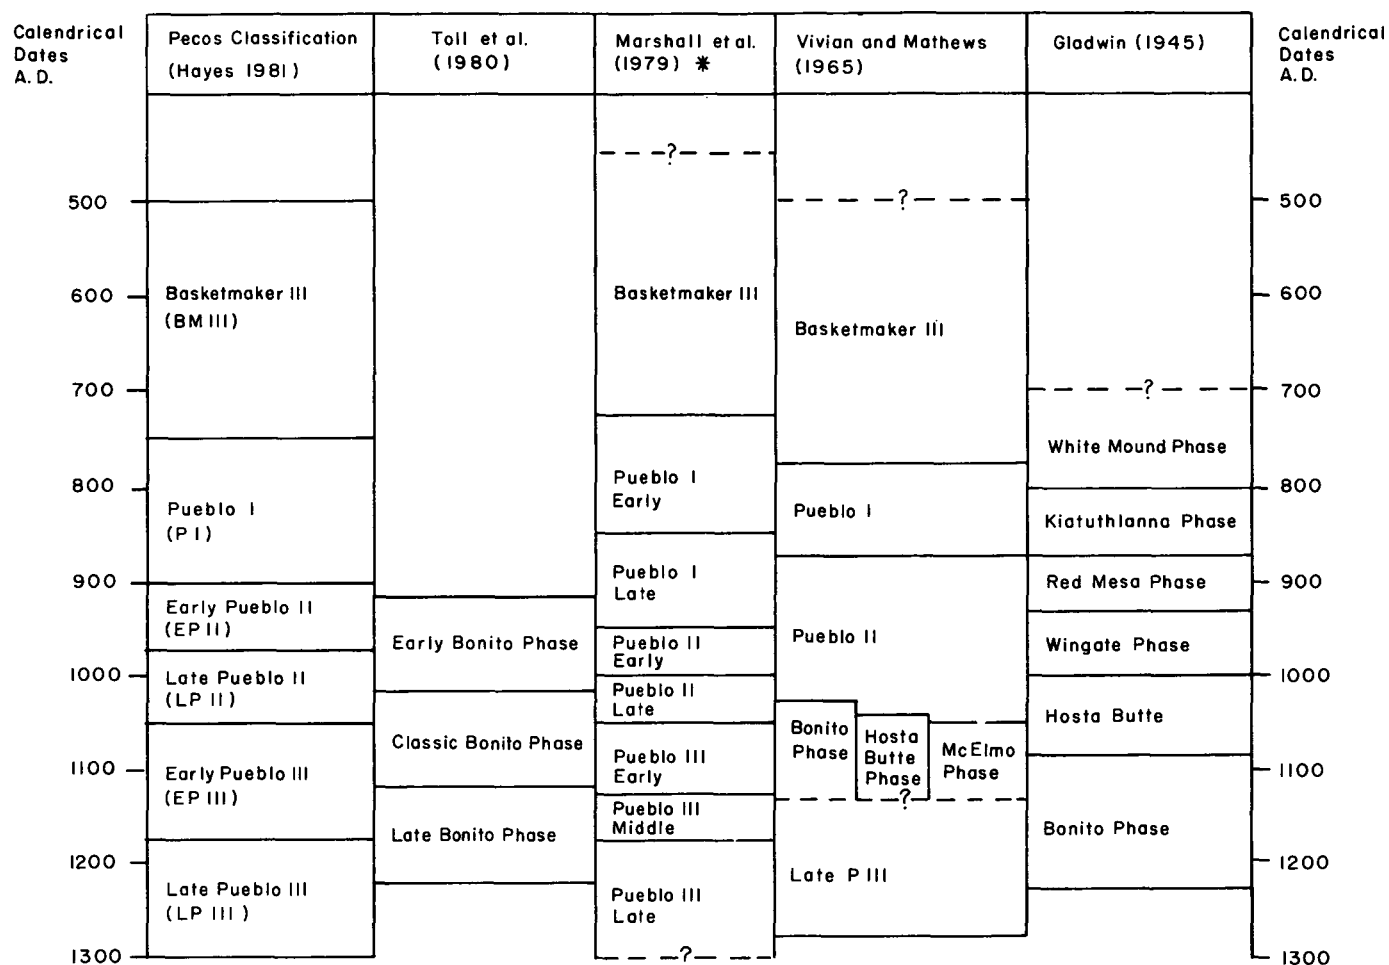 Calendrical
Dates
A.D.
Pecos Classification
(Hayes 1981)
Toll et al.
(1980)
Marshall et al.
(1979) *
Vivian and Mathews
(1965)
Gladwin (1945)
Calendrical
Dates
A.D.
500
600
700
800
900
1000
1100
1200
1300
Basketmaker III
(BM III)
Pueblo I
(P I)
Early Pueblo II
(EP II)
Late Pueblo II
(LP II)
Early Pueblo III
(EP III)
Late Pueblo III
(LP III)
Early Bonito Phase
Classic Bonito Phase
Late Bonito Phase
?
Basketmaker III
Pueblo I
Early
Pueblo I
Late
Pueblo II
Early
Pueblo II
Late
Pueblo III
Early
Pueblo III
Middle
Pueblo III
Late
?
?
Basketmaker III
Pueblo I
Pueblo II
Bonito
Phase
Hosta
Butte
Phase
McElmo
Phase
?
Late P III
?
White Mound Phase
Kiatuthlanna Phase
Red Mesa Phase
Wingate Phase
Hosta Butte
Bonito Phase
500
600
700
800
900
1000
1100
1200
1300